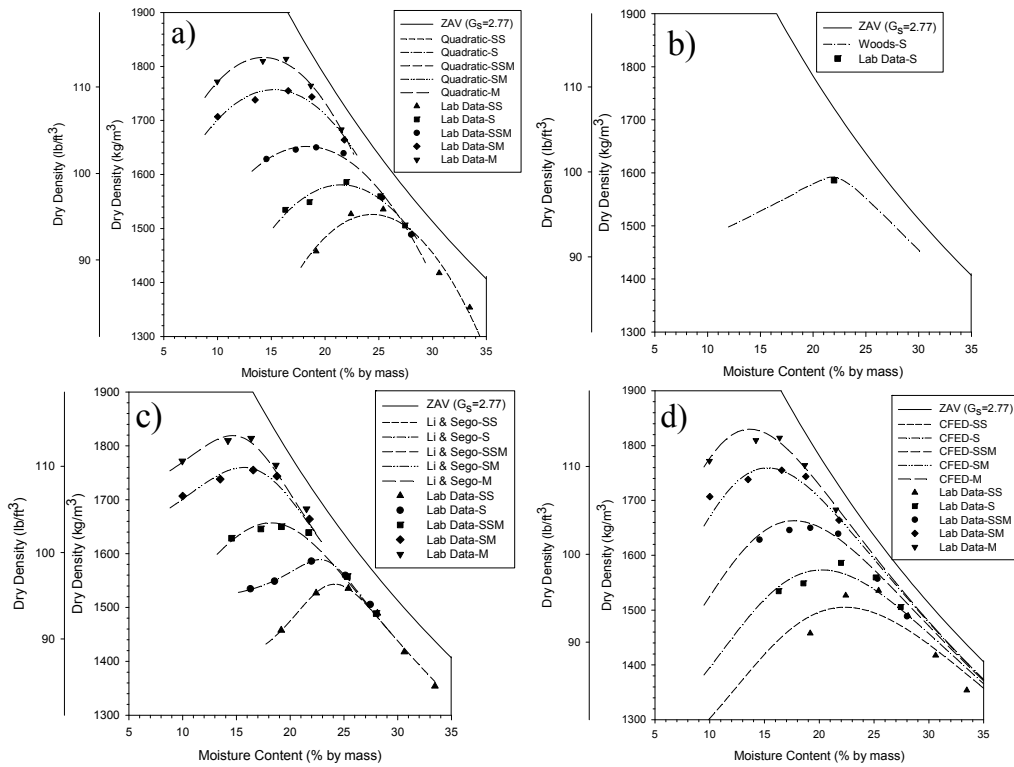 a)
1900
1800
1700
1600
1500
1400
1300
110
100
90
Dry Density (lb/ft³)
Dry Density (kg/m³)
5 10 15 20 25 30 35
Moisture Content (% by mass)
ZAV (Gs=2.77)
Quadratic-SS
Quadratic-S
Quadratic-SSM
Quadratic-SM
Quadratic-M
Lab Data-SS
Lab Data-S
Lab Data-SSM
Lab Data-SM
Lab Data-M
b)
1900
1800
1700
1600
1500
1400
1300
110
100
90
Dry Density (lb/ft³)
Dry Density (kg/m³)
5 10 15 20 25 30 35
Moisture Content (% by mass)
ZAV (Gs=2.77)
Woods-S
Lab Data-S
c)
1900
1800
1700
1600
1500
1400
1300
110
100
90
Dry Density (lb/ft³)
Dry Density (kg/m³)
5 10 15 20 25 30 35
Moisture Content (% by mass)
ZAV (Gs=2.77)
Li & Sego-SS
Li & Sego-S
Li & Sego-SSM
Li & Sego-SM
Li & Sego-M
Lab Data-SS
Lab Data-S
Lab Data-SSM
Lab Data-SM
Lab Data-M
d)
1900
1800
1700
1600
1500
1400
1300
110
100
90
Dry Density (lb/ft³)
Dry Density (kg/m³)
5 10 15 20 25 30 35
Moisture Content (% by mass)
ZAV (Gs=2.77)
CFED-SS
CFED-S
CFED-SSM
CFED-SM
CFED-M
Lab Data-SS
Lab Data-S
Lab Data-SSM
Lab Data-SM
Lab Data-M